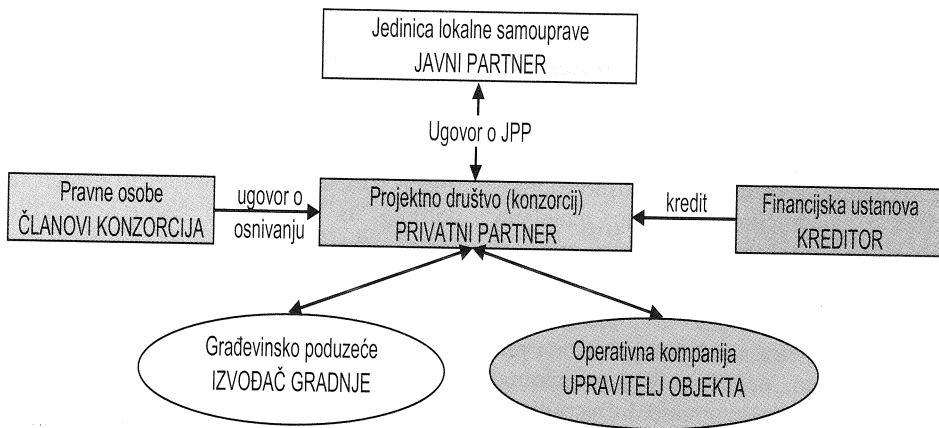 Jedinica lokalne samouprave
JAVNI PARTNER
Ugovor o JPP
Pravne osobe
ČLANOVI KONZORCIJA
ugovor o
osnivanju
Projektno društvo (konzorcij)
PRIVATNI PARTNER
kredit
Financijska ustanova
KREDITOR
Građevinsko poduzeće
IZVOĐAČ GRADNJE
Operativna kompanija
UPRAVITELJ OBJEKTA